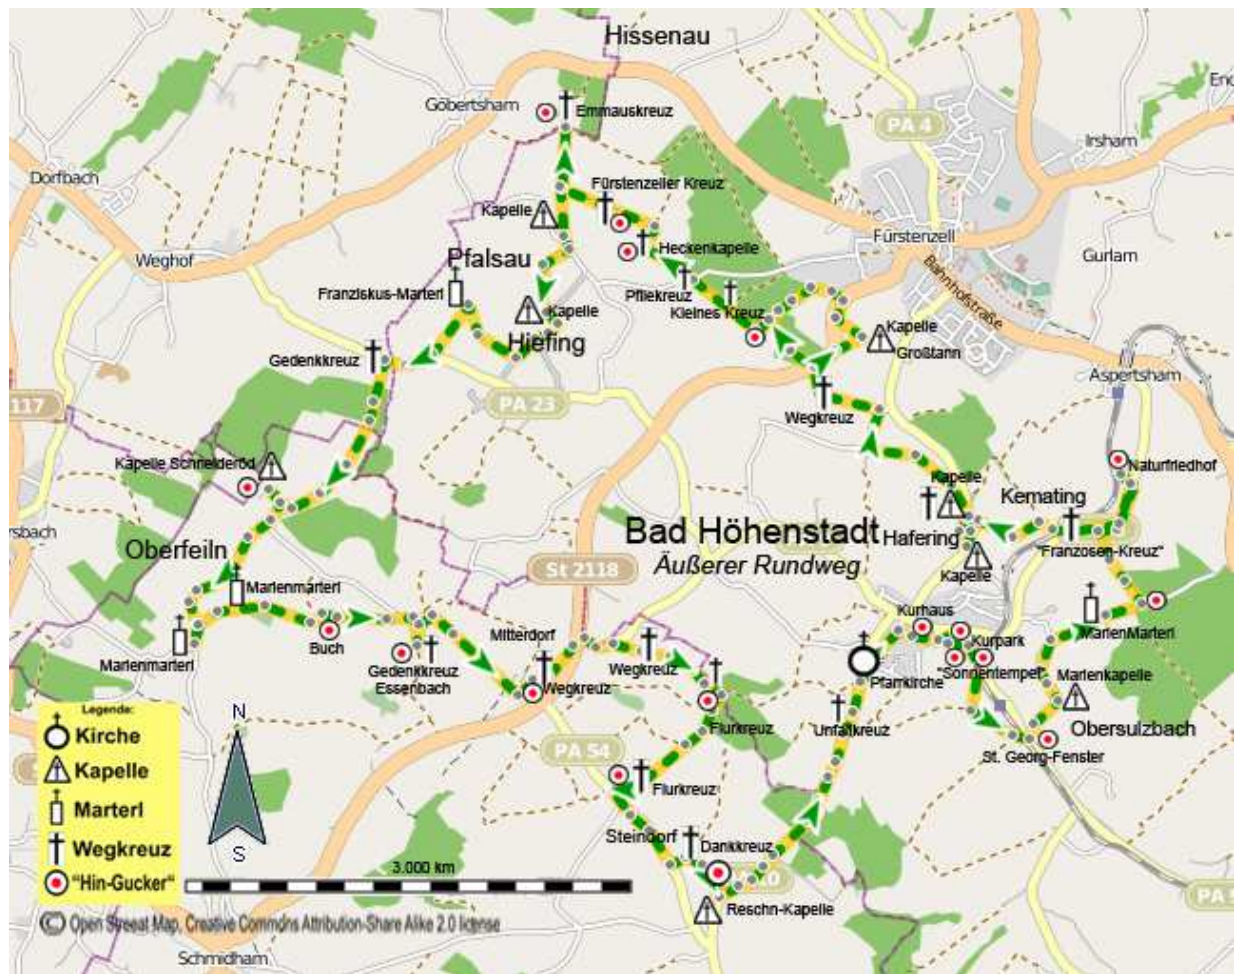 Hissenau
Göbertsham
Emmauskreuz
PA 4
Irsham
Dorfbach
Fürstenzeller Kreuz
Kapelle
Fürstenzell
Weghof
Pfalsau
Heckenkapelle
Gurlam
Bahnhofstraße
Franziskus-Marterl
Pfliekreuz
Kleines Kreuz
Kapelle
Hiefing
Kapelle
Großtann
Gedenkkreuz
Aspertsham
117
PA 23
Wegkreuz
Kapelle Schneideröd
Kapelle
Naturfriedhof
Kemating
Bad Höhenstadt
Äußerer Rundweg
Hafering
"Franzosen-Kreuz"
Oberfeiln
St 2118
Kapelle
Marienmarterl
Kurhaus
MarienMarterl
Mitterdorf
Kurpark
Buch
Marienmarterl
Gedenkkreuz
Essenbach
Wegkreuz
Wegkreuz
"Sonnentempel"
Pfarrkirche
Marienkapelle
Legende:
N
Kirche
Flurkreuz
Unfallkreuz
Obersulzbach
PA 54
St. Georg-Fenster
Kapelle
Flurkreuz
Marterl
Steindorf
Dankkreuz
Wegkreuz
S
3.000 km
"Hin-Gucker"
Reschn-Kapelle
Open Streeat Map, Creative Commdns Attribution-Share Alike 2.0 license
Schmidham